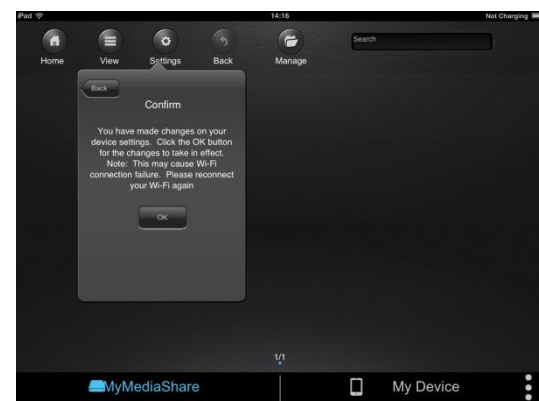 iPad 14:16 Not Charging
Search
Home View Settings Back Manage
Back
Confirm
You have made changes on your
device settings. Click the OK button
for the changes to take in effect.
Note: This may cause Wi-Fi
connection failure. Please reconnect
your Wi-Fi again
OK
1/1
MyMediaShare My Device